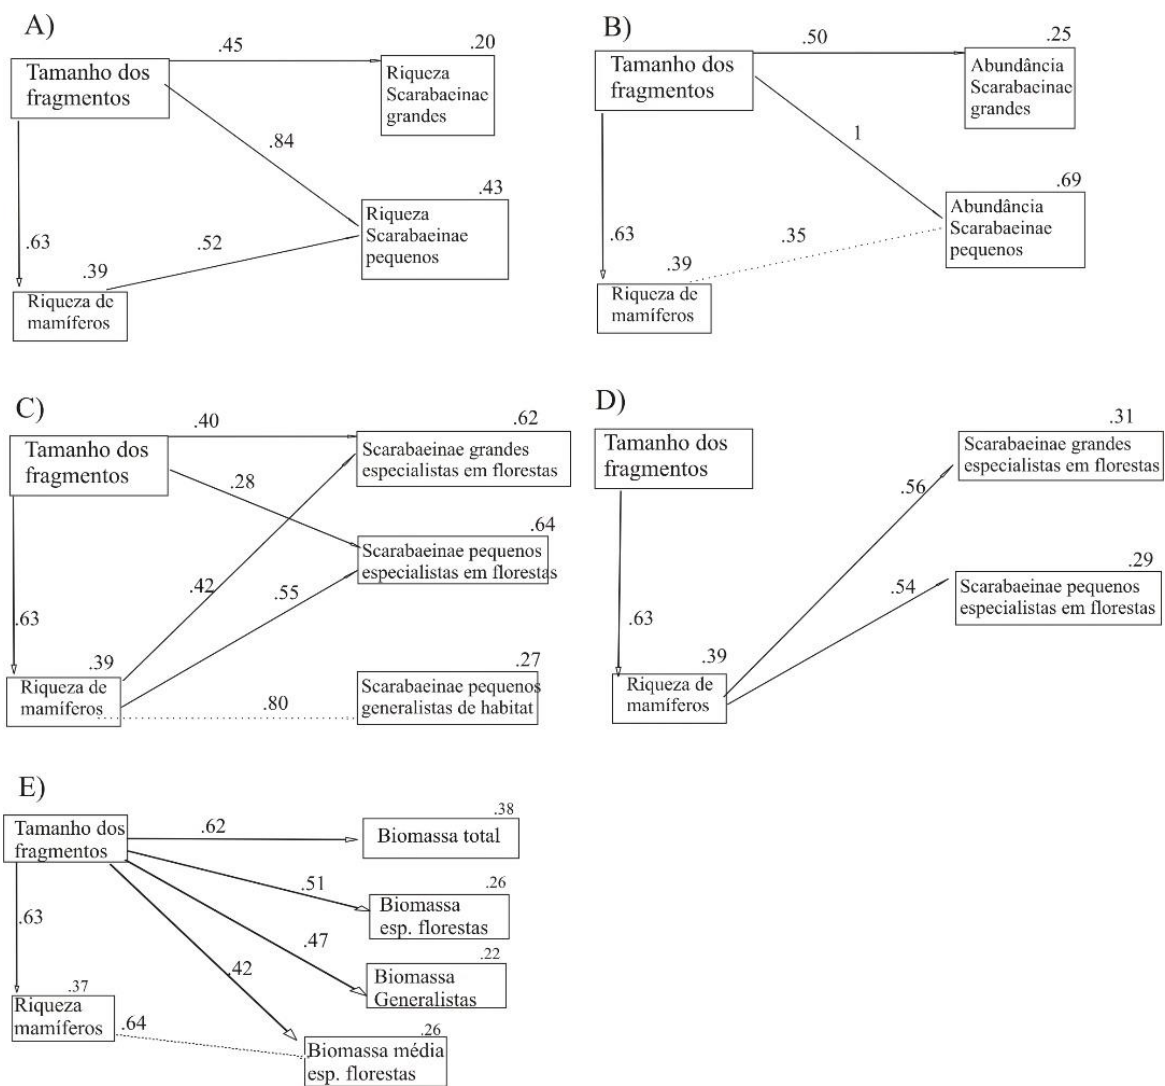 A)
.45
.20
Tamanho dos
fragmentos
Riqueza
Scarabacinae
grandes
.84
.43
Riqueza
Scarabaeinae
pequenos
.63
.52
.39
Riqueza de
mamíferos
B)
.50
.25
Tamanho dos
fragmentos
Abundância
Scarabacinae
grandes
1
.69
Abundância
Scarabaeinae
pequenos
.63
.35
.39
Riqueza de
mamíferos
C)
.40
.62
Tamanho dos
fragmentos
Scarabaeinae grandes
especialistas em florestas
.28
.64
Scarabaeinae pequenos
especialistas em florestas
.42
.55
.63
.39
.27
Riqueza de
mamíferos
.80
Scarabaeinae pequenos
generalistas de habitat
D)
.31
Tamanho dos
fragmentos
Scarabaeinae grandes
especialistas em florestas
.56
.29
Scarabaeinae pequenos
especialistas em florestas
.54
.63
.39
Riqueza de
mamíferos
E)
.62
.38
Tamanho dos
fragmentos
Biomassa total
.51
.26
Biomassa
esp. florestas
.63
.47
.22
Biomassa
Generalistas
.42
.37
Riqueza
mamíferos
.64
.26
Biomassa média
esp. florestas